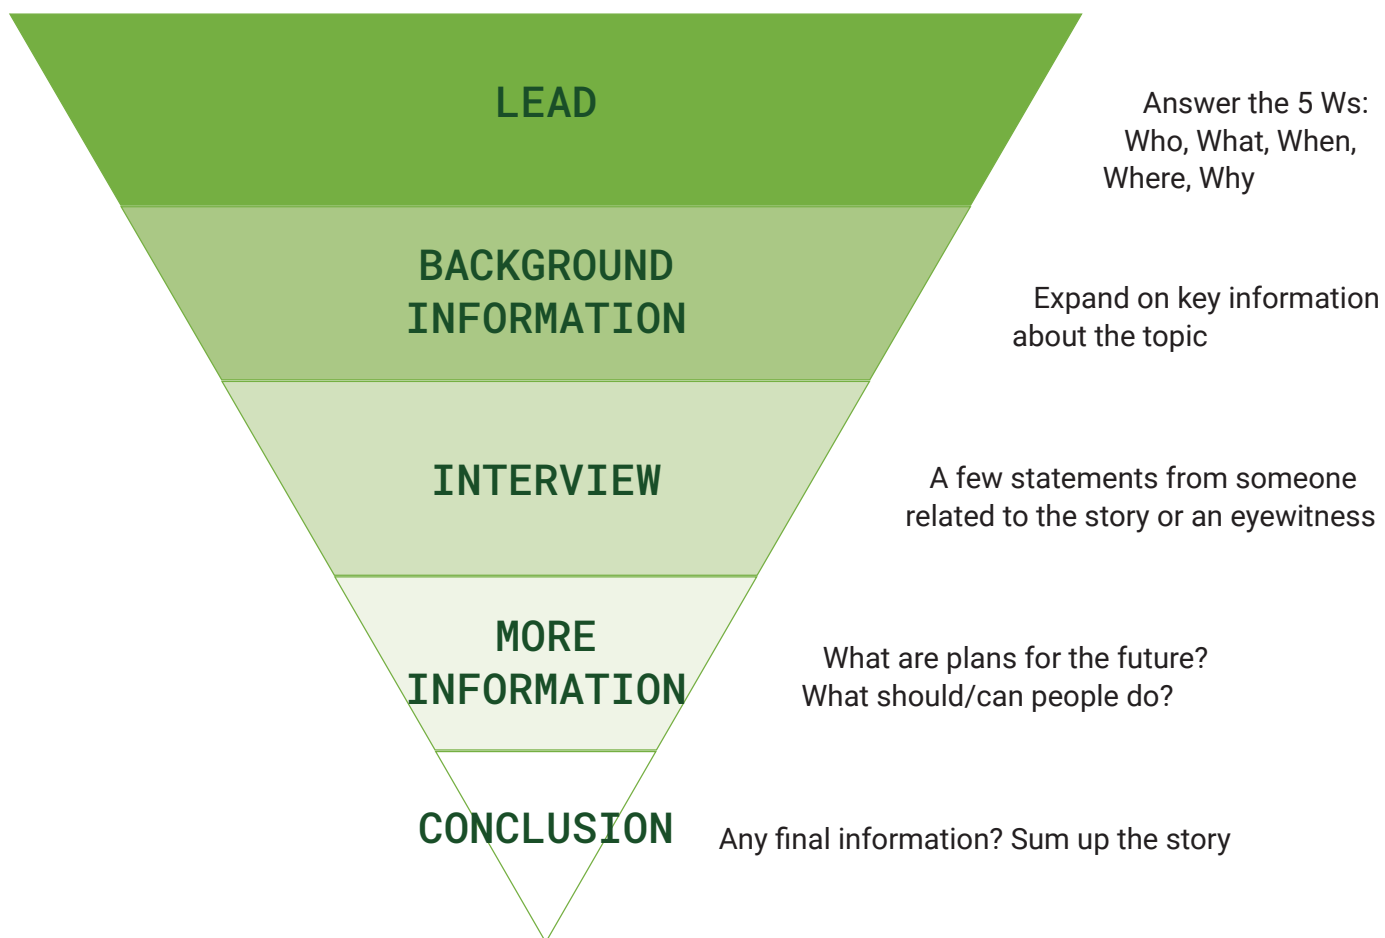 LEAD
Answer the 5 Ws:
Who, What, When,
Where, Why
BACKGROUND
INFORMATION
Expand on key information
about the topic
INTERVIEW
A few statements from someone
related to the story or an eyewitness
MORE
INFORMATION
What are plans for the future?
What should/can people do?
CONCLUSION
Any final information? Sum up the story